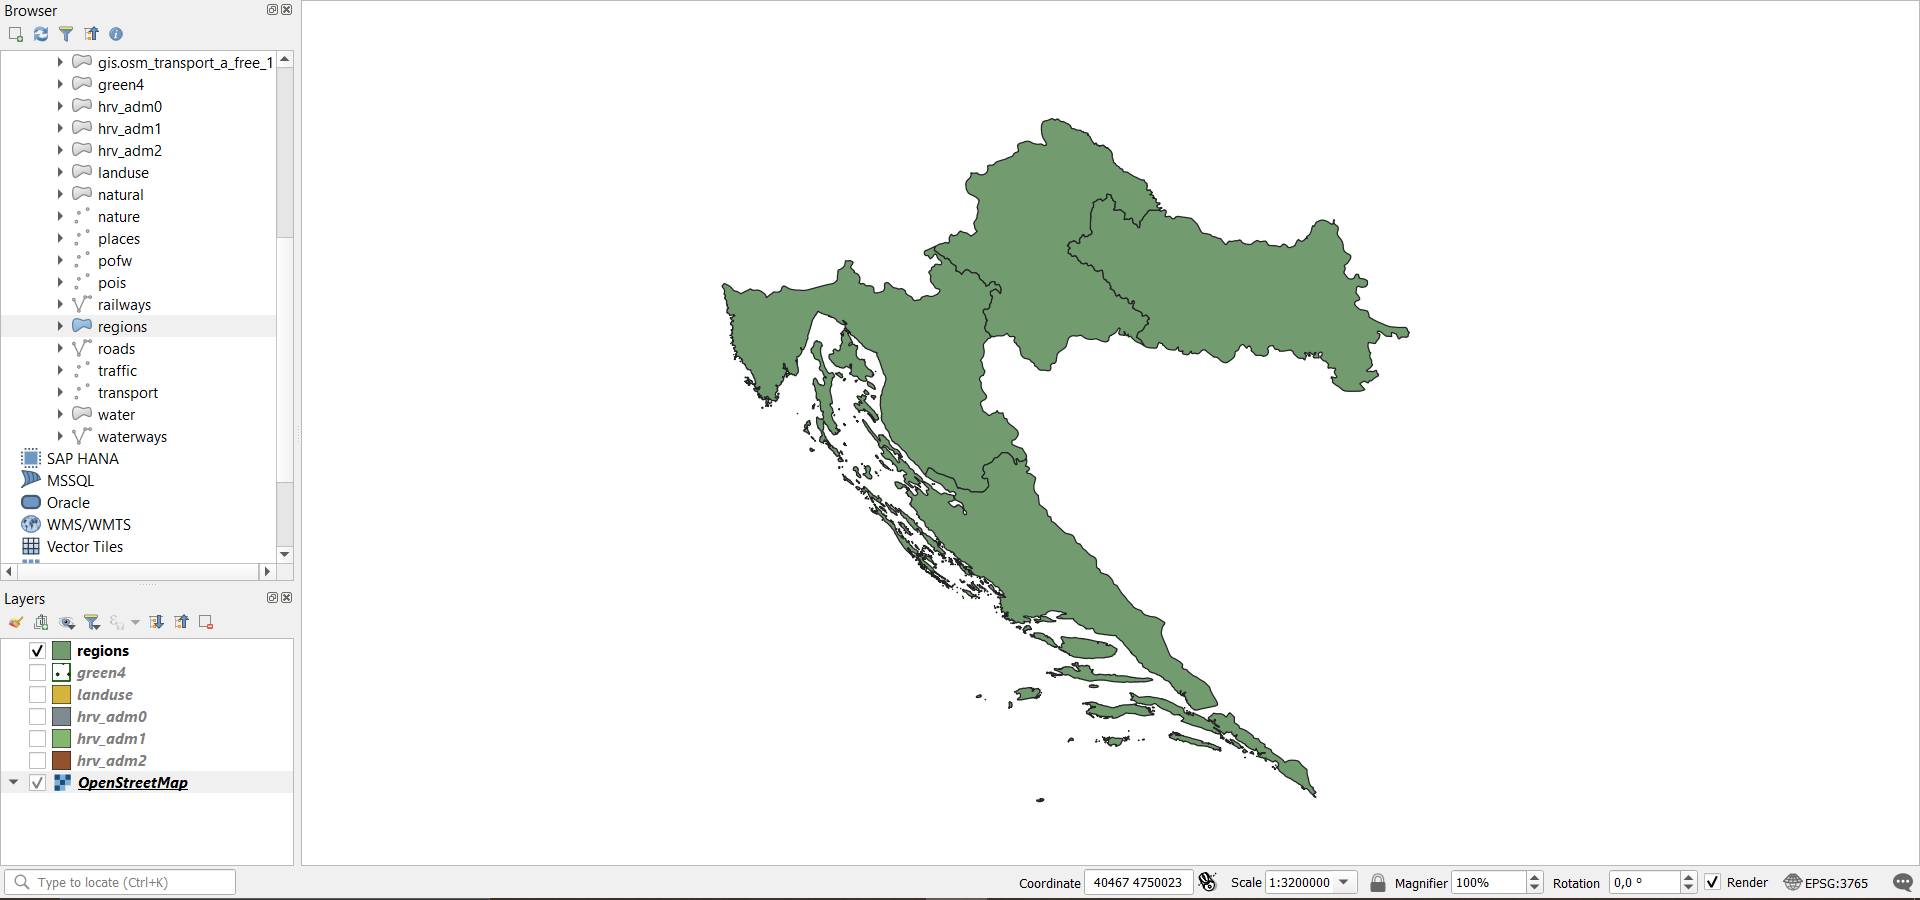 Browser
gis.osm_transport_a_free_1
green4
hrv_adm0
hrv_adm1
hrv_adm2
landuse
natural
nature
places
pofw
pois
railways
regions
roads
traffic
transport
water
waterways
SAP HANA
MSSQL
Oracle
WMS/WMTS
Vector Tiles
Layers
regions
green4
landuse
hrv_adm0
hrv_adm1
hrv_adm2
OpenStreetMap
Type to locate (Ctrl+K)
Coordinate 40467 4750023 Scale 1:3200000 Magnifier 100% Rotation 0,0 ° Render EPSG:3765